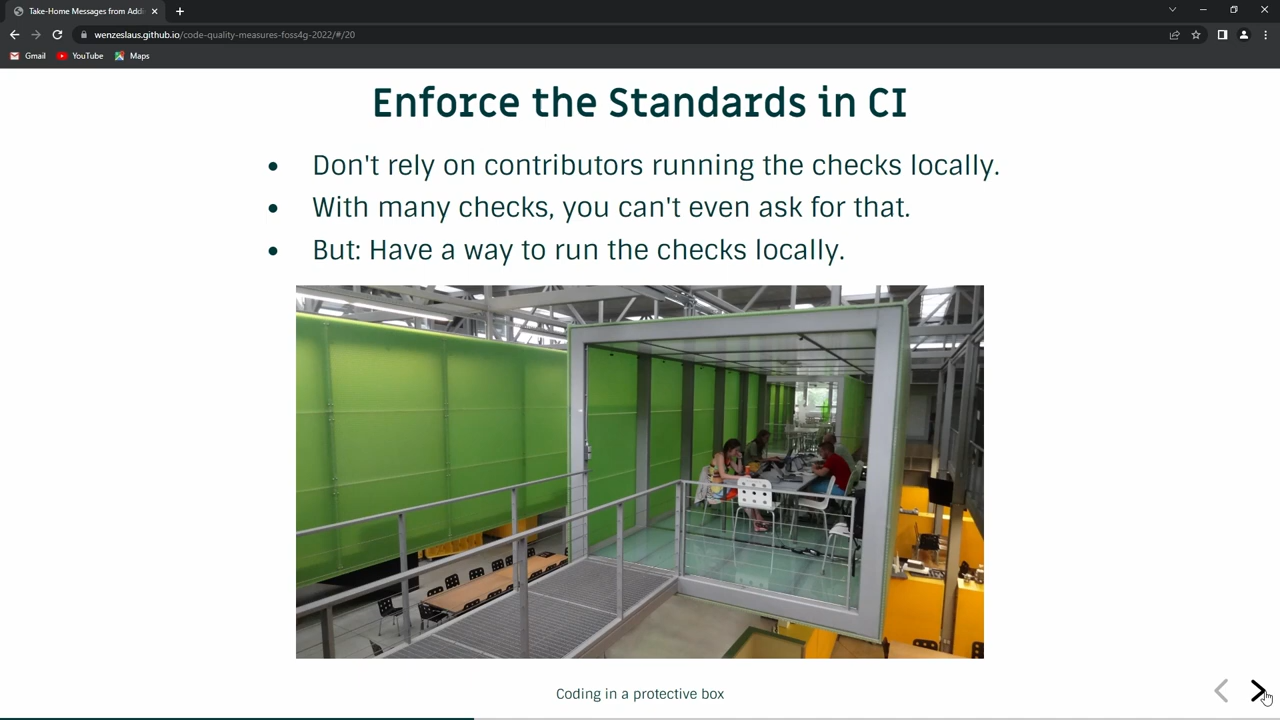 Take-Home Messages from Addi
wenzeslaus.github.io/code-quality-measures-foss4g-2022/#/20
Gmail
YouTube
Maps
Enforce the Standards in CI
• Don't rely on contributors running the checks locally.
• With many checks, you can't even ask for that.
• But: Have a way to run the checks locally.
Coding in a protective box